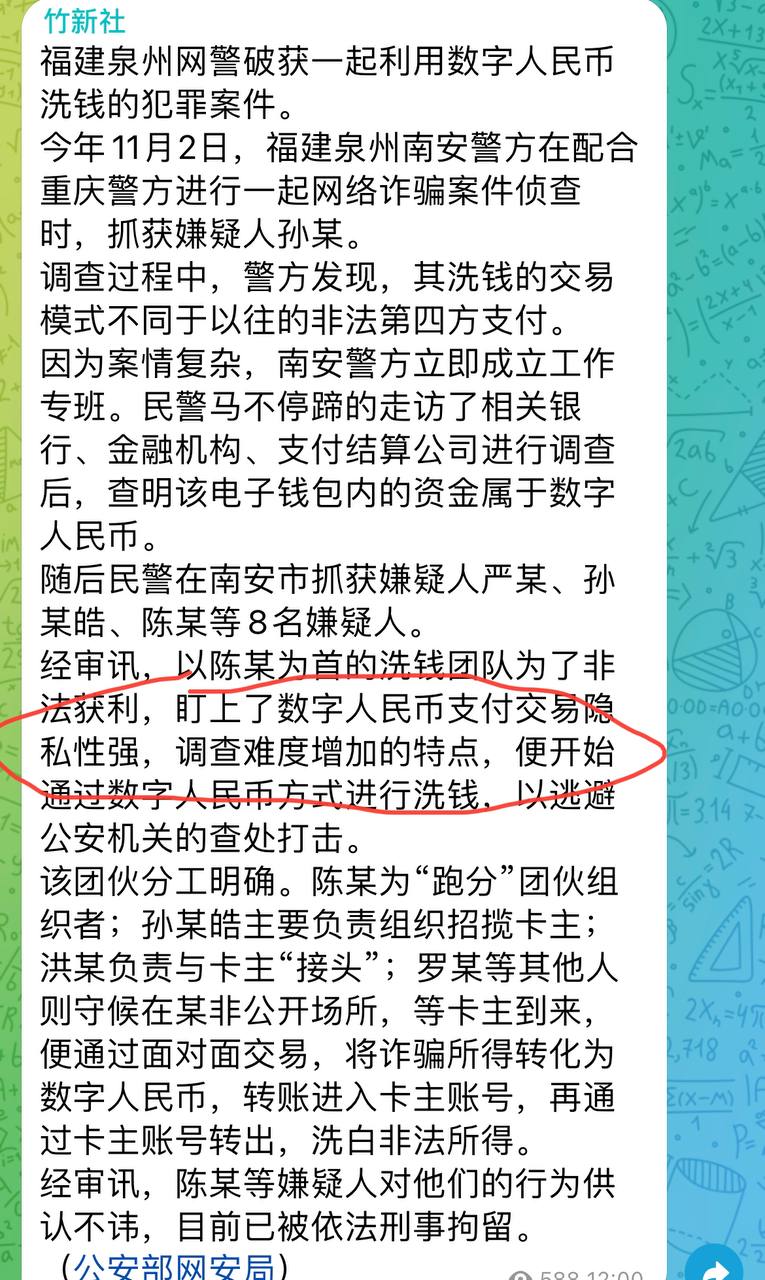 竹新社
福建泉州网警破获一起利用数字人民币
洗钱的犯罪案件。
今年11月2日，福建泉州南安警方在配合
重庆警方进行一起网络诈骗案件侦查
时，抓获嫌疑人孙某。
调查过程中，警方发现，其洗钱的交易
模式不同于以往的非法第四方支付。
因为案情复杂，南安警方立即成立工作
专班。民警马不停蹄的走访了相关银
行、金融机构、支付结算公司进行调查
后，查明该电子钱包内的资金属于数字
人民币。
随后民警在南安市抓获嫌疑人严某、孙
某皓、陈某等8名嫌疑人。
经审讯，以陈某为首的洗钱团队为了非
法获利，盯上了数字人民币支付交易隐
私性强，调查难度增加的特点，便开始
通过数字人民币方式进行洗钱，以逃避
公安机关的查处打击。
该团伙分工明确。陈某为“跑分”团伙组
织者；孙某皓主要负责组织招揽卡主；
洪某负责与卡主“接头”；罗某等其他人
则守候在某非公开场所，等卡主到来，
便通过面对面交易，将诈骗所得转化为
数字人民币，转账进入卡主账号，再通
过卡主账号转出，洗白非法所得。
经审讯，陈某等嫌疑人对他们的行为供
认不讳，目前已被依法刑事拘留。
（公安部网安局）
588 12:00